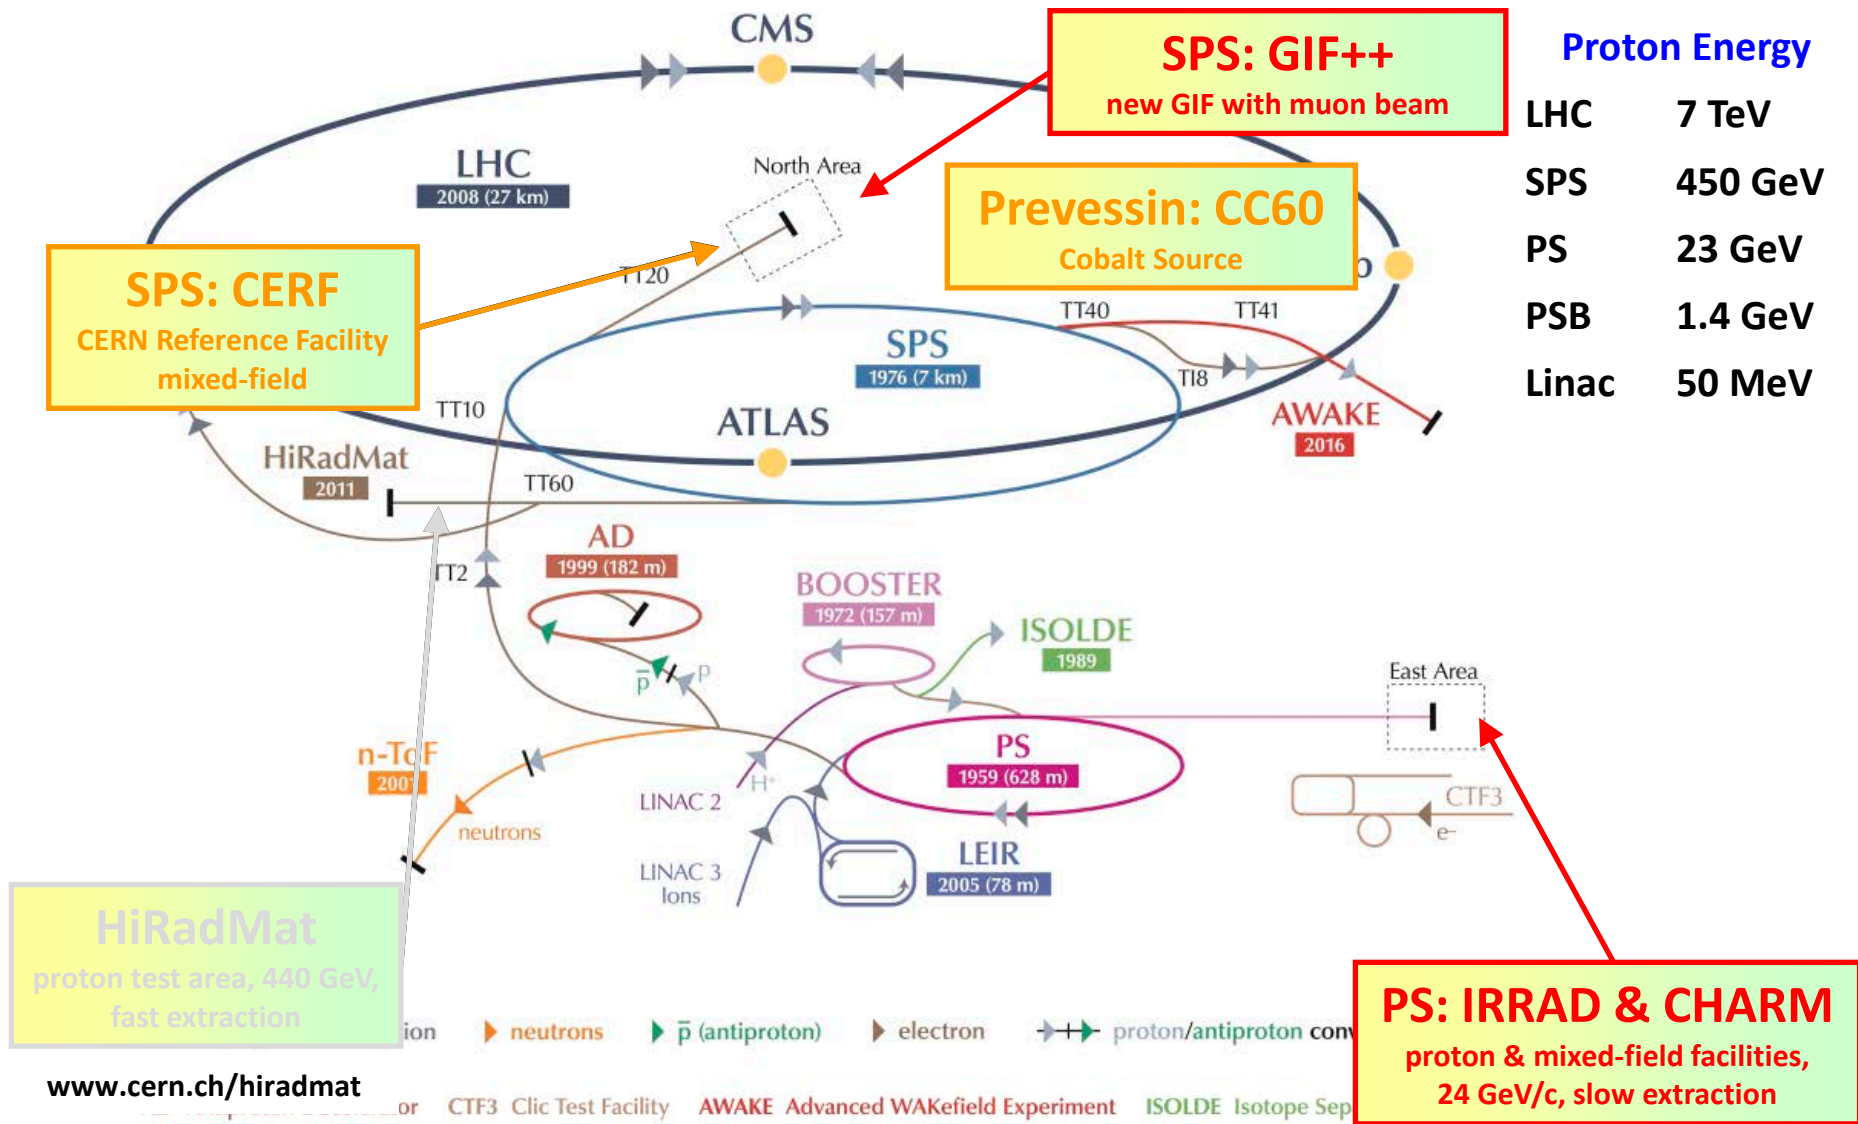 CMS
SPS: GIF++
new GIF with muon beam
Proton Energy
LHC 7 TeV
SPS 450 GeV
PS 23 GeV
PSB 1.4 GeV
Linac 50 MeV
LHC
2008 (27 km)
North Area
Prevessin: CC60
Cobalt Source
b
SPS: CERF
CERN Reference Facility
mixed-field
TT20
TT40
TT41
SPS
1976 (7 km)
TI8
TT10
ATLAS
AWAKE
2016
HiRadMat
2011
TT60
AD
1999 (182 m)
TT2
BOOSTER
1972 (157 m)
ISOLDE
1989
East Area
p̄
p
n-ToF
PS
1959 (628 m)
H⁺
LINAC 2
neutrons
CTF3
e⁻
LEIR
2005 (78 m)
LINAC 3
Ions
HiRadMat
proton test area, 440 GeV,
fast extraction
PS: IRRAD & CHARM
proton & mixed-field facilities,
24 GeV/c, slow extraction
ion neutrons p̄ (antiproton) electron proton/antiproton
www.cern.ch/hiradmat
CTF3 Clic Test Facility AWAKE Advanced WAKefield Experiment ISOLDE Isotope